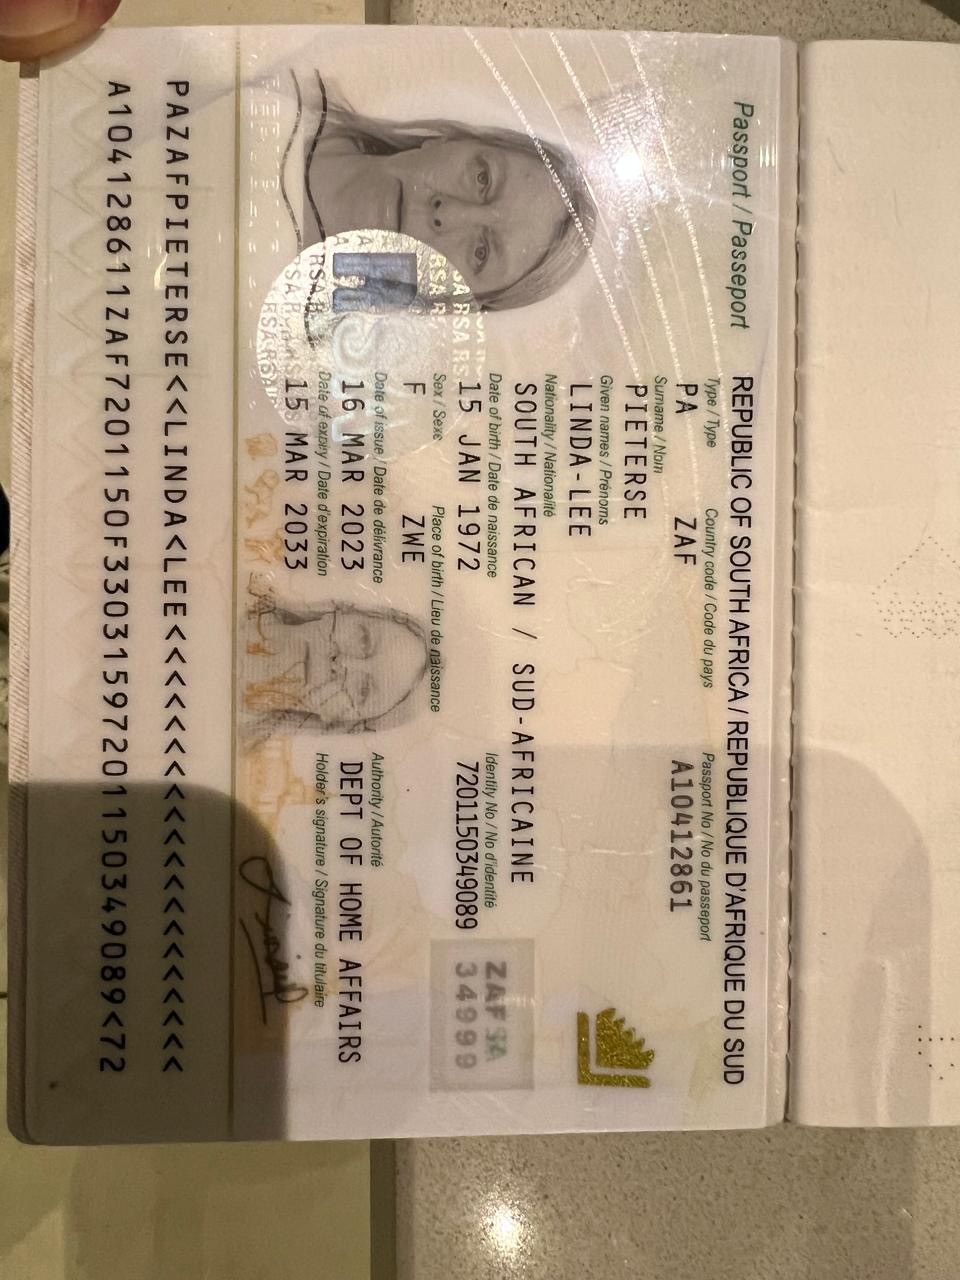 Passport / Passeport
REPUBLIC OF SOUTH AFRICA / REPUBLIQUE D'AFRIQUE DU SUD
Type / Type Country code / Code du pays Passport No / No du passeport
PA ZAF A10412861
Surname / Nom
PIETERSE
Given names / Prénoms
LINDA-LEE
Nationality / Nationalité
SOUTH AFRICAN / SUD-AFRICAINE
Date of birth / Date de naissance Identity No / No d'identité
15 JAN 1972 7201150349089
Sex / Sexe Place of birth / Lieu de naissance
F ZWE
Date of issue / Date de délivrance Authority / Autorité
16 MAR 2023 DEPT OF HOME AFFAIRS
Date of expiry / Date d'expiration Holder's signature / Signature du titulaire
15 MAR 2033
ZAF
34999
PAZAFPIETERSE<<LINDA<LEE<<<<<<<<<<<<<<<<<<<<
A104128611ZAF7201150F33031597201150349089<72